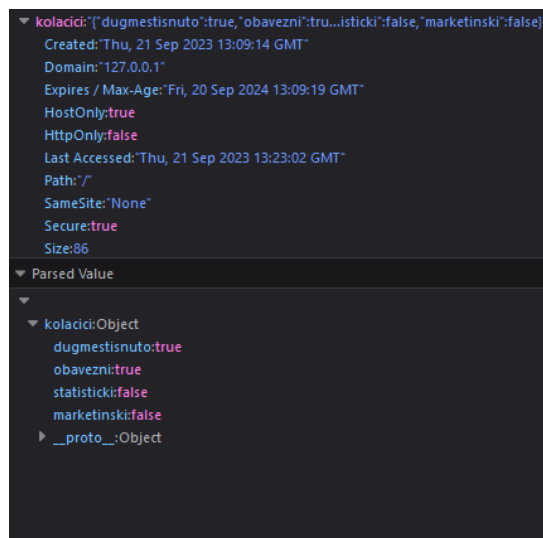 kolacici:"{"dugmestisnuto":true,"obavezni":tru...isticki":false,"marketinski":false}
Created:"Thu, 21 Sep 2023 13:09:14 GMT"
Domain:"127.0.0.1"
Expires / Max-Age:"Fri, 20 Sep 2024 13:09:19 GMT"
HostOnly:true
HttpOnly:false
Last Accessed:"Thu, 21 Sep 2023 13:23:02 GMT"
Path:"/"
SameSite:"None"
Secure:true
Size:86
Parsed Value
kolacici:Object
dugmestisnuto:true
obavezni:true
statisticki:false
marketinski:false
__proto__:Object